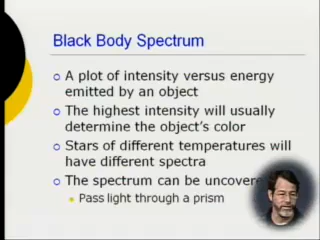 Black Body Spectrum
A plot of intensity versus energy
emitted by an object
The highest intensity will usually
determine the object's color
Stars of different temperatures will
have different spectra
The spectrum can be
Pass light through a prism